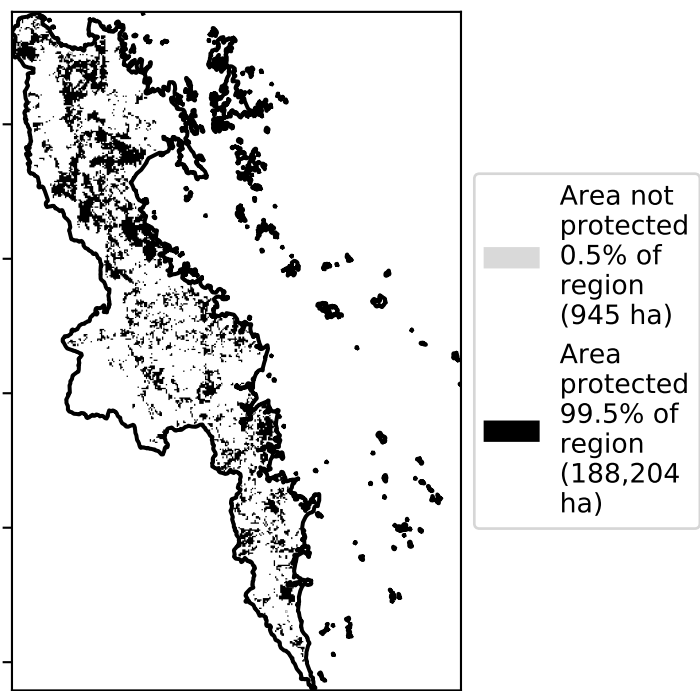 Area not
protected
0.5% of
region
(945 ha)
Area
protected
99.5% of
region
(188,204
ha)